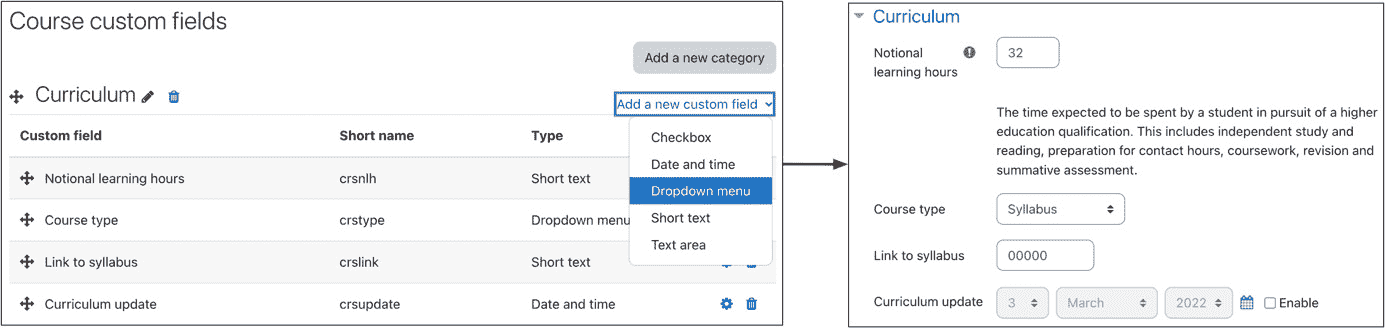 Course custom fields
Add a new category
Curriculum
Add a new custom field
Custom field Short name Type
Checkbox
Date and time
Dropdown menu
Short text
Text area
Notional learning hours crsnlh Short text
Course type crstype Dropdown menu
Link to syllabus crslink Short text
Curriculum update crsupdate Date and time
Curriculum
Notional learning hours 32
The time expected to be spent by a student in pursuit of a higher
education qualification. This includes independent study and
reading, preparation for contact hours, coursework, revision and
summative assessment.
Course type Syllabus
Link to syllabus 00000
Curriculum update 3 March 2022 Enable